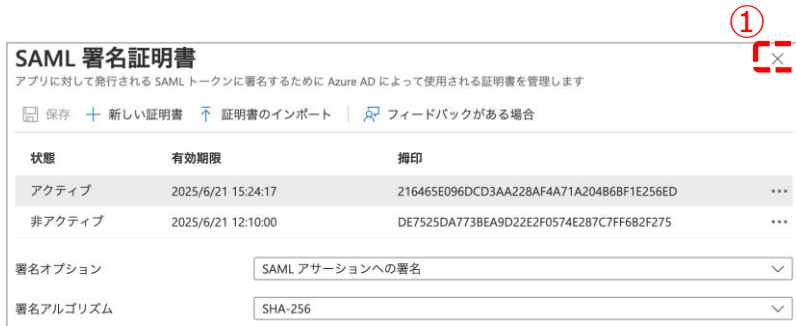 ①
SAML 署名証明書
アプリに対して発行される SAML トークンに署名するために Azure AD によって使用される証明書を管理します
保存 新しい証明書 証明書のインポート フィードバックがある場合
状態 有効期限 拇印
アクティブ 2025/6/21 15:24:17 216465E096DCD3AA228AF4A71A204B6BF1E256ED ...
非アクティブ 2025/6/21 12:10:00 DE7525DA773BEA9D22E2F0574E287C7FF6B2F275 ...
署名オプション SAML アサーションへの署名
署名アルゴリズム SHA-256